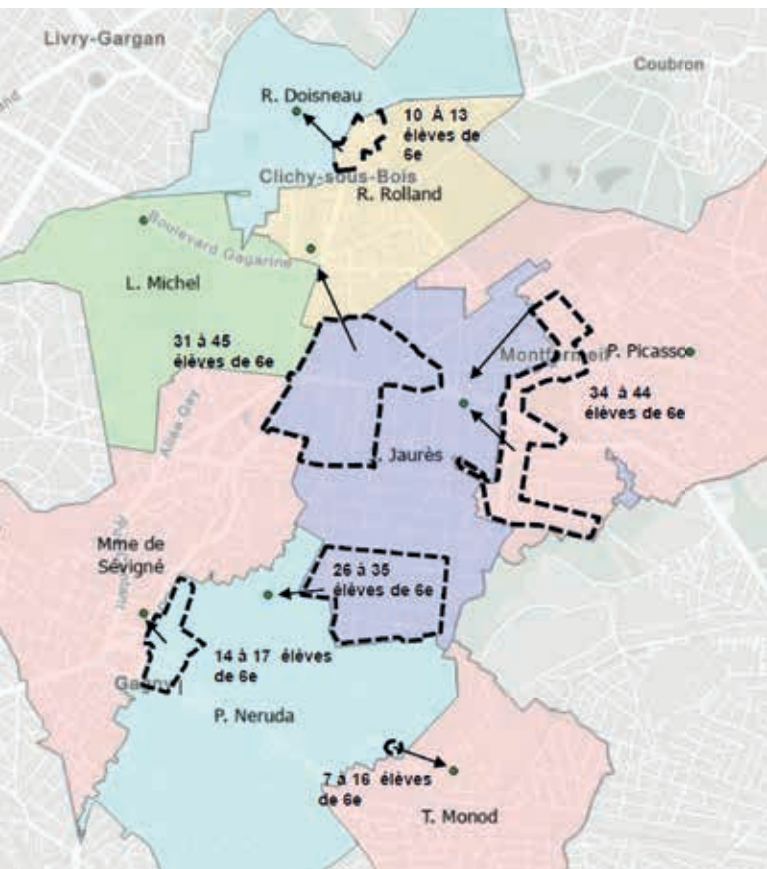 Livry-Gargan
Coubron
R. Doisneau
10 À 13
élèves de
6e
Clichy-sous-Bois
R. Rolland
Boulevard Gagarine
L. Michel
31 à 45
élèves de 6e
Montfermeil
P. Picasso
34 à 44
élèves de 6e
Allée Gay
. Jaurès
Mme de
Sévigné
26 à 35
élèves de 6e
14 à 17 élèves
de 6e
Gagny
P. Neruda
7 à 16 élèves
de 6e
T. Monod